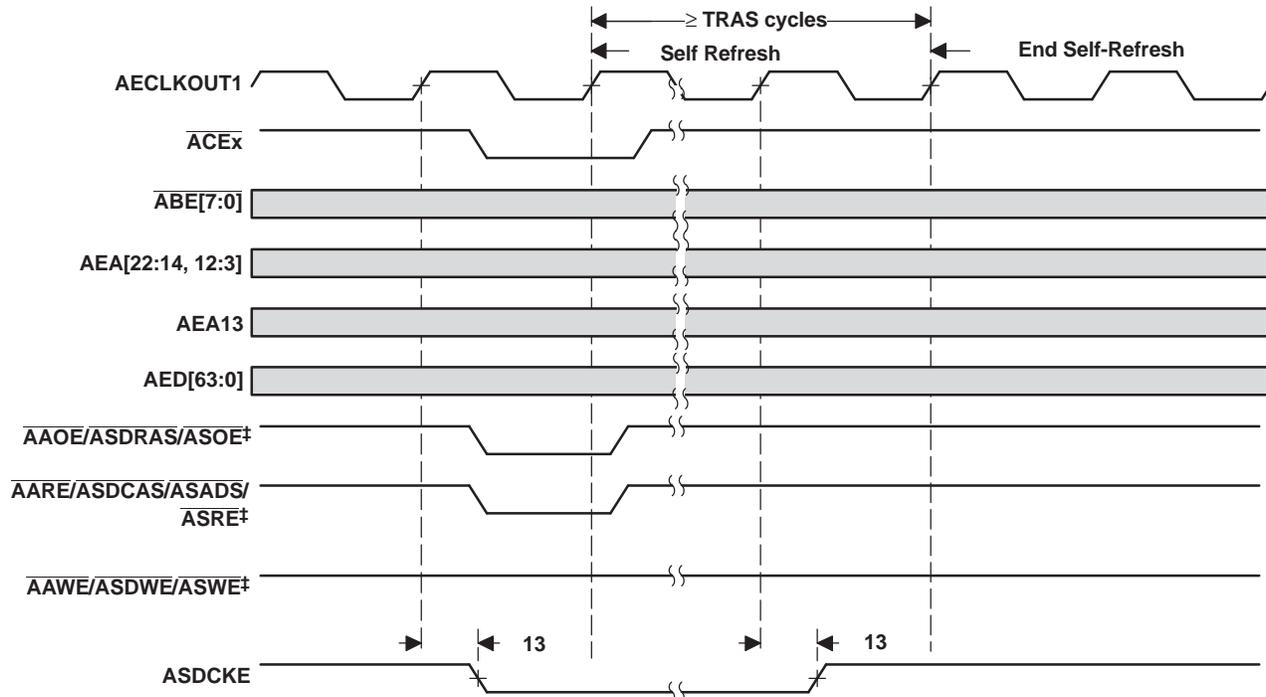 ≥ TRAS cycles
Self Refresh
End Self-Refresh
AECLKOUT1
ACEx
ABE[7:0]
AEA[22:14, 12:3]
AEA13
AED[63:0]
AAOE/ASDRAS/ASOE‡
AARE/ASDCAS/ASADS/
ASRE‡
AAWE/ASDWE/ASWE‡
13
13
ASDCKE